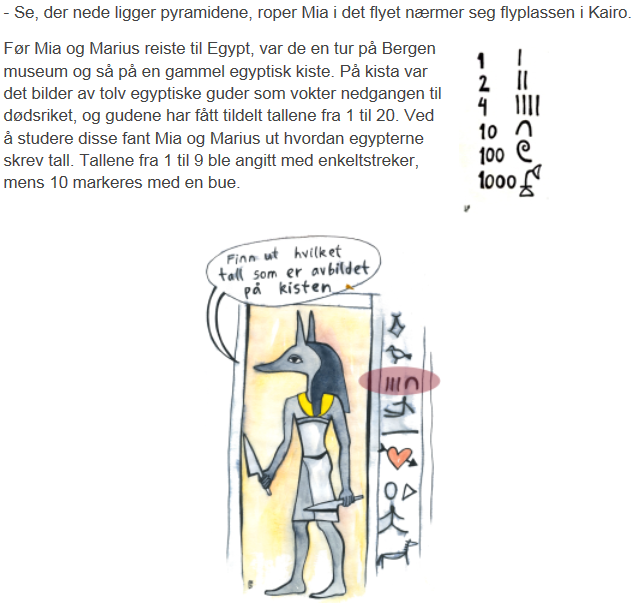 - Se, der nede ligger pyramidene, roper Mia i det flyet nærmer seg flyplassen i Kairo.
Før Mia og Marius reiste til Egypt, var de en tur på Bergen
museum og så på en gammel egyptisk kiste. På kista var
det bilder av tolv egyptiske guder som vokter nedgangen til
dødsriket, og gudene har fått tildelt tallene fra 1 til 20. Ved
å studere disse fant Mia og Marius ut hvordan egypterne
skrev tall. Tallene fra 1 til 9 ble angitt med enkeltstreker,
mens 10 markeres med en bue.
1
2
4
10
100
1000
Finn ut hvilket
tall som er avbildet
på kisten